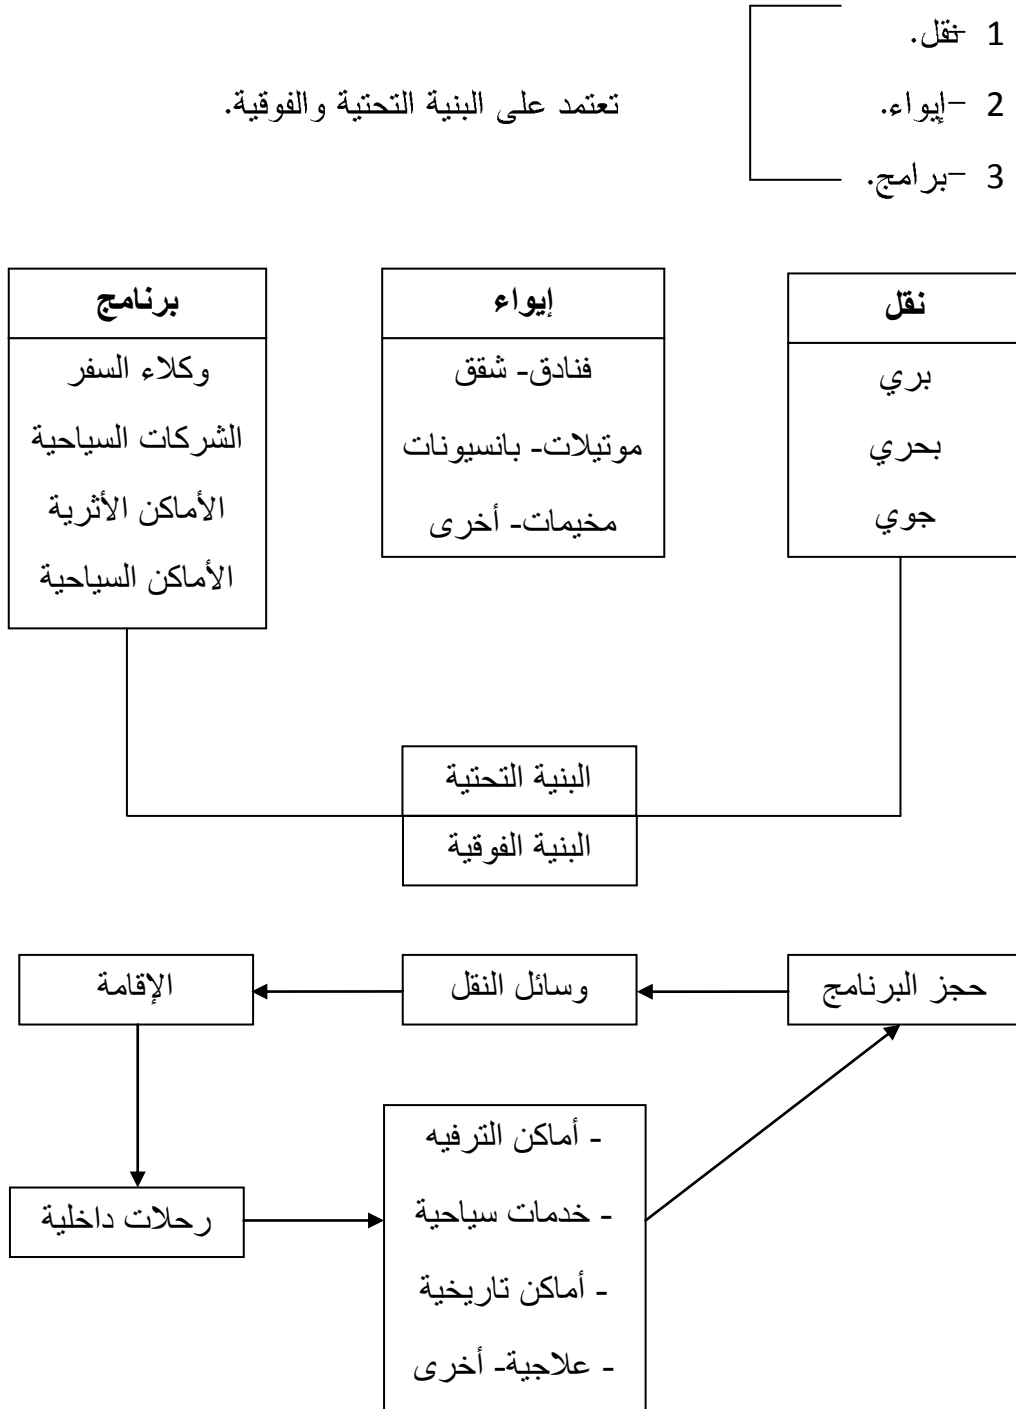 1 –نقل.
2 –إيواء.
تعتمد على البنية التحتية والفوقية.
3 –برامج.
نقل
بري
بحري
جوي
إيواء
فنادق- شقق
موتيلات- بانسيونات
مخيمات- أخرى
برنامج
وكلاء السفر
الشركات السياحية
الأماكن الأثرية
الأماكن السياحية
البنية التحتية
البنية الفوقية
حجز البرنامج
وسائل النقل
الإقامة
رحلات داخلية
- أماكن الترفيه
- خدمات سياحية
- أماكن تاريخية
- علاجية- أخرى